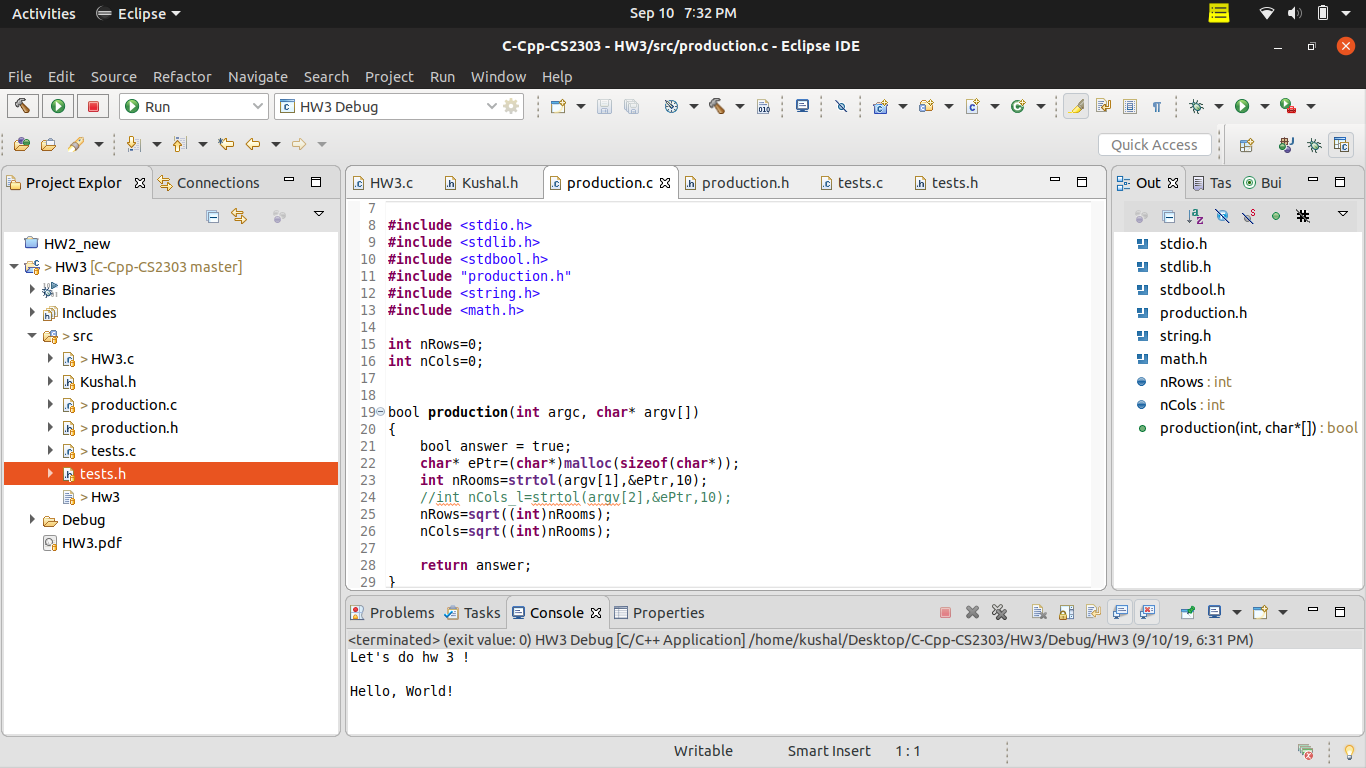 Activities Eclipse Sep 10 7:32 PM
C-Cpp-CS2303 - HW3/src/production.c - Eclipse IDE
File Edit Source Refactor Navigate Search Project Run Window Help
Run HW3 Debug
Quick Access
Project Explor Connections
HW2_new
> HW3 [C-Cpp-CS2303 master]
Binaries
Includes
> src
> HW3.c
Kushal.h
> production.c
> production.h
> tests.c
tests.h
> Hw3
Debug
HW3.pdf
HW3.c Kushal.h production.c production.h tests.c tests.h
7
8 #include <stdio.h>
9 #include <stdlib.h>
10 #include <stdbool.h>
11 #include "production.h"
12 #include <string.h>
13 #include <math.h>
14
15 int nRows=0;
16 int nCols=0;
17
18
19 bool production(int argc, char* argv[])
20 {
21 bool answer = true;
22 char* ePtr=(char*)malloc(sizeof(char*));
23 int nRooms=strtol(argv[1],&ePtr,10);
24 //int nCols_l=strtol(argv[2],&ePtr,10);
25 nRows=sqrt((int)nRooms);
26 nCols=sqrt((int)nRooms);
27
28 return answer;
29 }
Out Tas Bui
stdio.h
stdlib.h
stdbool.h
production.h
string.h
math.h
nRows : int
nCols : int
production(int, char*[]) : bool
Problems Tasks Console Properties
<terminated> (exit value: 0) HW3 Debug [C/C++ Application] /home/kushal/Desktop/C-Cpp-CS2303/HW3/Debug/HW3 (9/10/19, 6:31 PM)
Let's do hw 3 !
Hello, World!
Writable Smart Insert 1 : 1